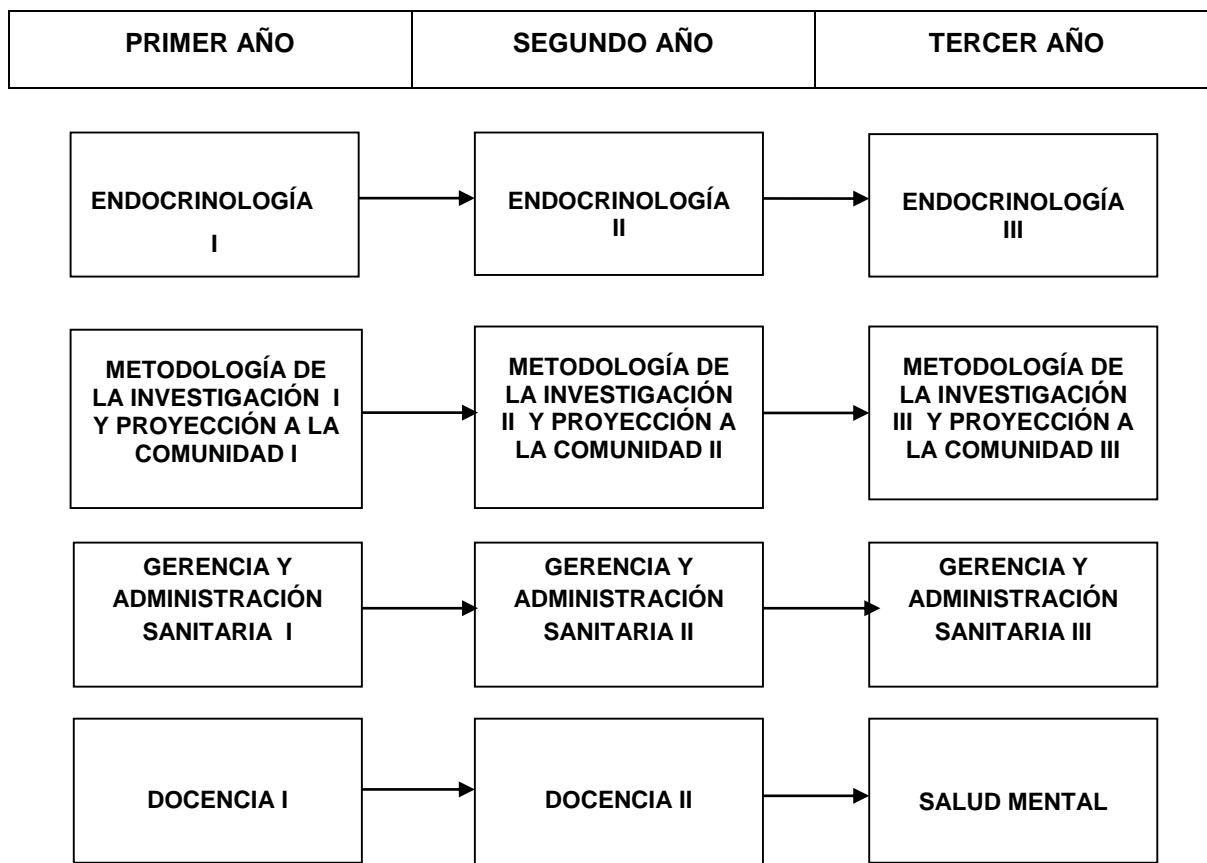 PRIMER AÑO
SEGUNDO AÑO
TERCER AÑO
ENDOCRINOLOGÍA
I
ENDOCRINOLOGÍA
II
ENDOCRINOLOGÍA
III
METODOLOGÍA DE
LA INVESTIGACIÓN I
Y PROYECCIÓN A LA
COMUNIDAD I
METODOLOGÍA DE
LA INVESTIGACIÓN
II Y PROYECCIÓN A
LA COMUNIDAD II
METODOLOGÍA DE
LA INVESTIGACIÓN
III Y PROYECCIÓN A
LA COMUNIDAD III
GERENCIA Y
ADMINISTRACIÓN
SANITARIA I
GERENCIA Y
ADMINISTRACIÓN
SANITARIA II
GERENCIA Y
ADMINISTRACIÓN
SANITARIA III
DOCENCIA I
DOCENCIA II
SALUD MENTAL